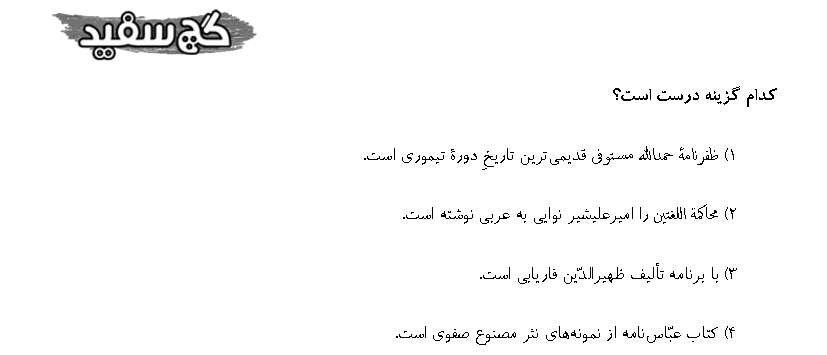 گچ سفید
کدام گزینه درست است؟
۱) ظفرنامهٔ حمدالله مستوفی قدیمی‌ترین تاریخِ دورهٔ تیموری است.
۲) محاکمة اللغتین را امیرعلیشیر نوایی به عربی نوشته است.
۳) با برنامه تألیف ظهیرالدّین فاریابی است.
۴) کتاب عبّاس‌نامه از نمونه‌های نثر مصنوع صفوی است.